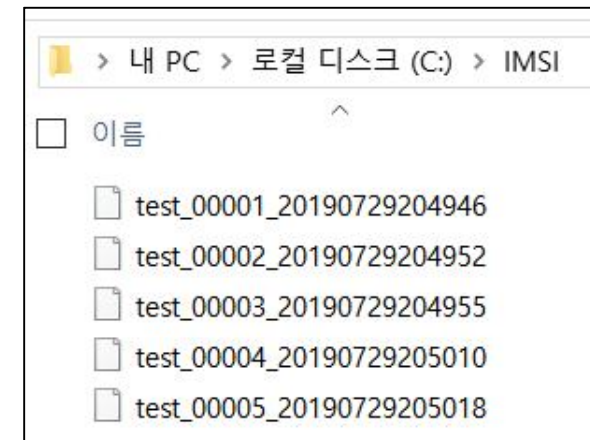 > 내 PC > 로컬 디스크 (C:) > IMSI
이름
test_00001_20190729204946
test_00002_20190729204952
test_00003_20190729204955
test_00004_20190729205010
test_00005_20190729205018